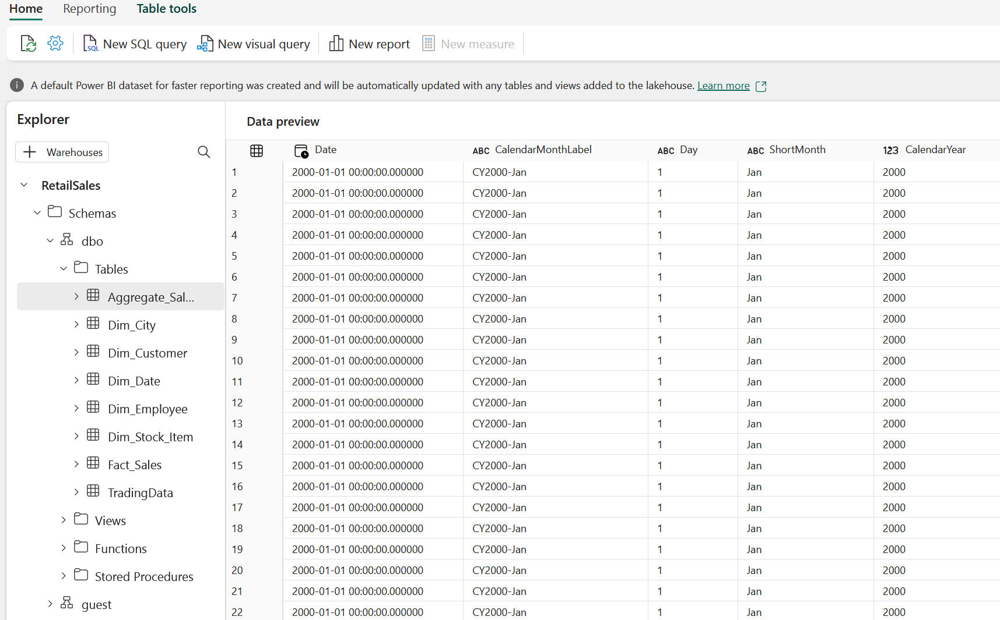 Home Reporting Table tools
SQL New SQL query New visual query New report New measure
i A default Power BI dataset for faster reporting was created and will be automatically updated with any tables and views added to the lakehouse. Learn more
Explorer
Warehouses
RetailSales
Schemas
dbo
Tables
Aggregate_Sal...
Dim_City
Dim_Customer
Dim_Date
Dim_Employee
Dim_Stock_Item
Fact_Sales
TradingData
Views
Functions
Stored Procedures
guest
Data preview
Date ABC CalendarMonthLabel ABC Day ABC ShortMonth 123 CalendarYear
1 2000-01-01 00:00:00.000000 CY2000-Jan 1 Jan 2000
2 2000-01-01 00:00:00.000000 CY2000-Jan 1 Jan 2000
3 2000-01-01 00:00:00.000000 CY2000-Jan 1 Jan 2000
4 2000-01-01 00:00:00.000000 CY2000-Jan 1 Jan 2000
5 2000-01-01 00:00:00.000000 CY2000-Jan 1 Jan 2000
6 2000-01-01 00:00:00.000000 CY2000-Jan 1 Jan 2000
7 2000-01-01 00:00:00.000000 CY2000-Jan 1 Jan 2000
8 2000-01-01 00:00:00.000000 CY2000-Jan 1 Jan 2000
9 2000-01-01 00:00:00.000000 CY2000-Jan 1 Jan 2000
10 2000-01-01 00:00:00.000000 CY2000-Jan 1 Jan 2000
11 2000-01-01 00:00:00.000000 CY2000-Jan 1 Jan 2000
12 2000-01-01 00:00:00.000000 CY2000-Jan 1 Jan 2000
13 2000-01-01 00:00:00.000000 CY2000-Jan 1 Jan 2000
14 2000-01-01 00:00:00.000000 CY2000-Jan 1 Jan 2000
15 2000-01-01 00:00:00.000000 CY2000-Jan 1 Jan 2000
16 2000-01-01 00:00:00.000000 CY2000-Jan 1 Jan 2000
17 2000-01-01 00:00:00.000000 CY2000-Jan 1 Jan 2000
18 2000-01-01 00:00:00.000000 CY2000-Jan 1 Jan 2000
19 2000-01-01 00:00:00.000000 CY2000-Jan 1 Jan 2000
20 2000-01-01 00:00:00.000000 CY2000-Jan 1 Jan 2000
21 2000-01-01 00:00:00.000000 CY2000-Jan 1 Jan 2000
22 2000-01-01 00:00:00.000000 CY2000-Jan 1 Jan 2000